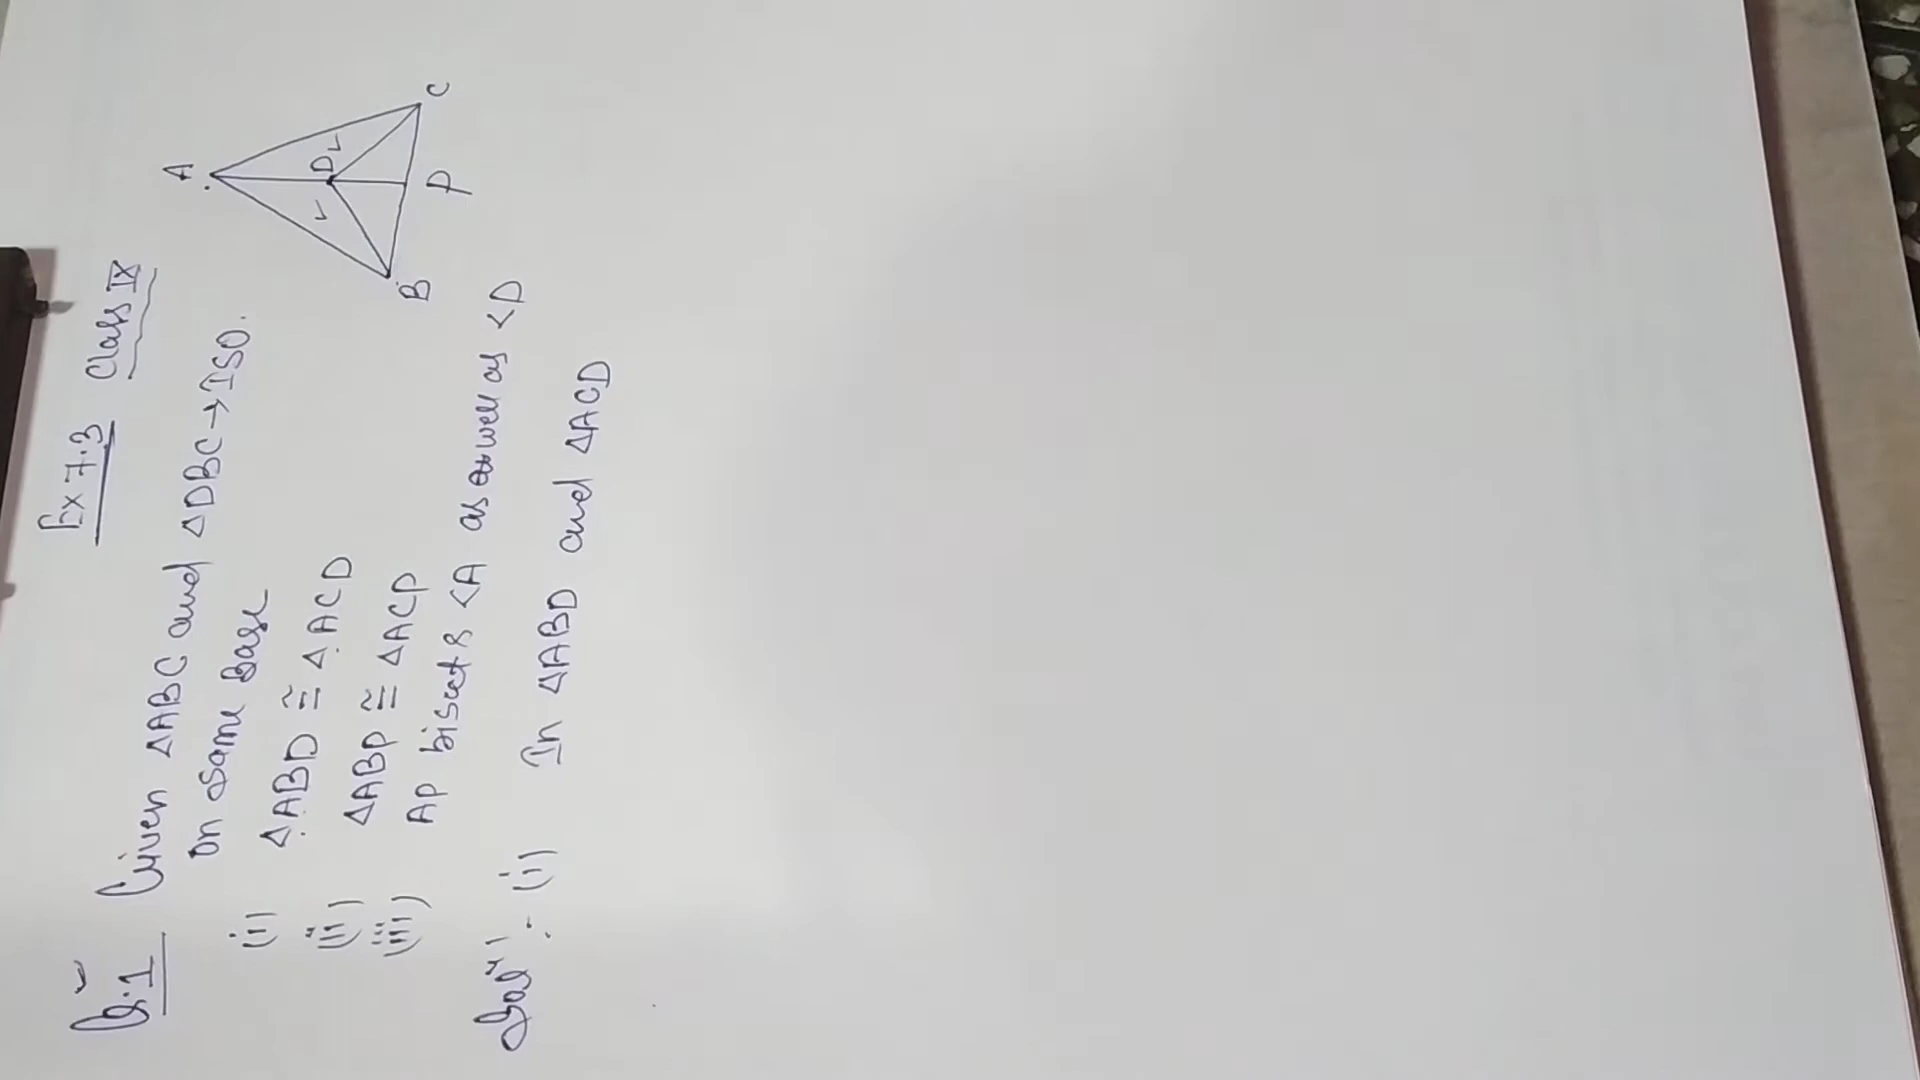 Ex 7.3 Class IX
Q.1 Given ΔABC and ΔDBC → ISO.
on same Base
(i) ΔABD ≅ ΔACD
(ii) ΔABP ≅ ΔACP
(iii) AP bisects <A as well as <D
Solⁿ:- (i) In ΔABD and ΔACD
A
D
B
P
C